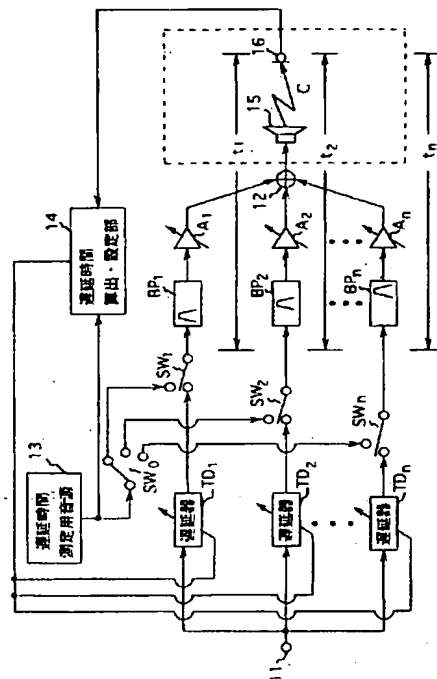 13
遅延時間
測定用音源
14
遅延時間
算出・設定部
SW0
SW1
SW2
SWn
11
遅延器
TD1
遅延器
TD2
遅延器
TDn
BP1
BP2
BPn
A1
A2
An
12
15
16
C
t1
t2
tn